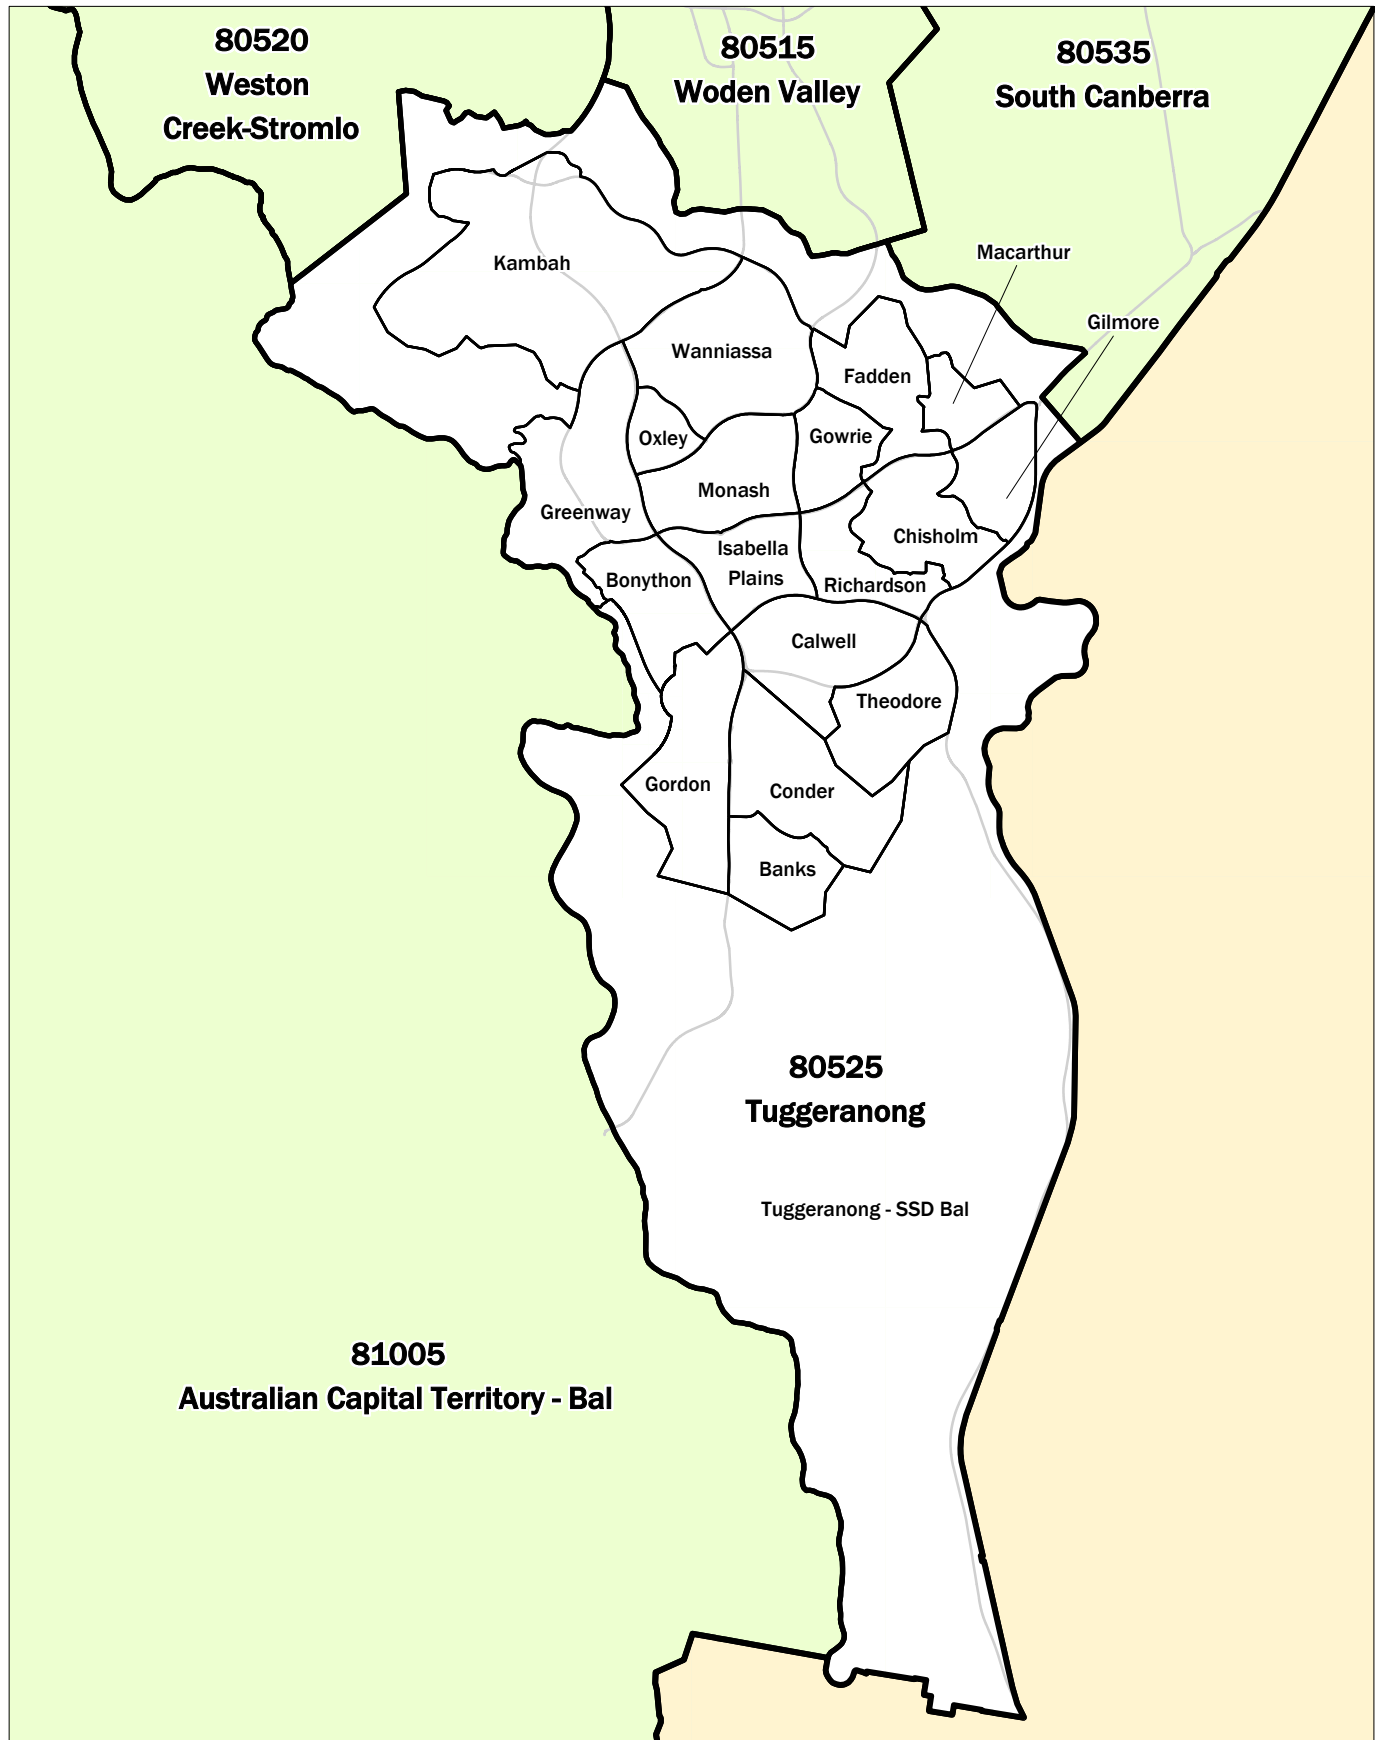 80520
Weston
Creek-Stromlo
80515
Woden Valley
80535
South Canberra
Macarthur
Kambah
Gilmore
Wanniassa
Fadden
Oxley
Gowrie
Monash
Greenway
Chisholm
Isabella
Plains
Bonython
Richardson
Calwell
Theodore
Gordon
Conder
Banks
80525
Tuggeranong
Tuggeranong - SSD Bal
81005
Australian Capital Territory - Bal